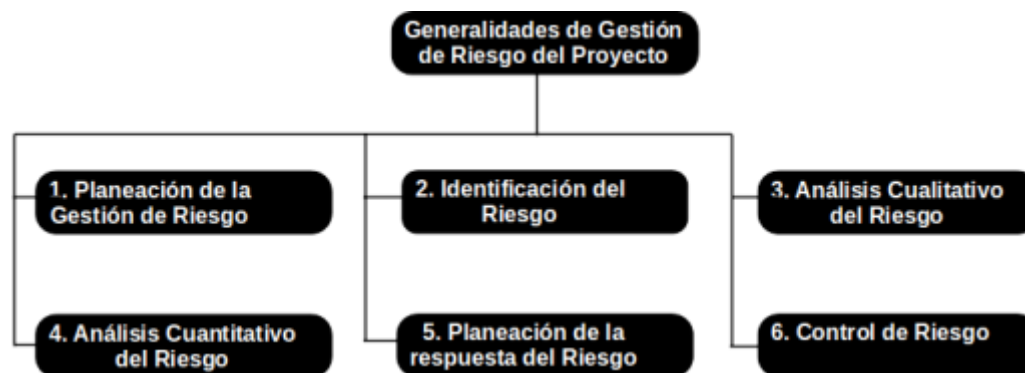 Generalidades de Gestión
de Riesgo del Proyecto
1. Planeación de la
Gestión de Riesgo
2. Identificación del
Riesgo
3. Análisis Cualitativo
del Riesgo
4. Análisis Cuantitativo
del Riesgo
5. Planeación de la
respuesta del Riesgo
6. Control de Riesgo